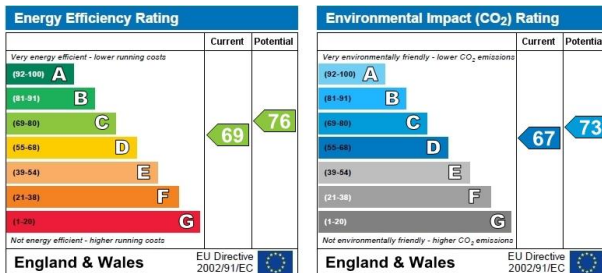 Energy Efficiency Rating
Current Potential
Very energy efficient - lower running costs
(92-100) A
(81-91) B
(69-80) C
(55-68) D
(39-54) E
(21-38) F
(1-20) G
69
76
Not energy efficient - higher running costs
England & Wales
EU Directive
2002/91/EC
Environmental Impact (CO₂) Rating
Current Potential
Very environmentally friendly - lower CO₂ emissions
(92-100) A
(81-91) B
(69-80) C
(55-68) D
(39-54) E
(21-38) F
(1-20) G
67
73
Not environmentally friendly - higher CO₂ emissions
England & Wales
EU Directive
2002/91/EC